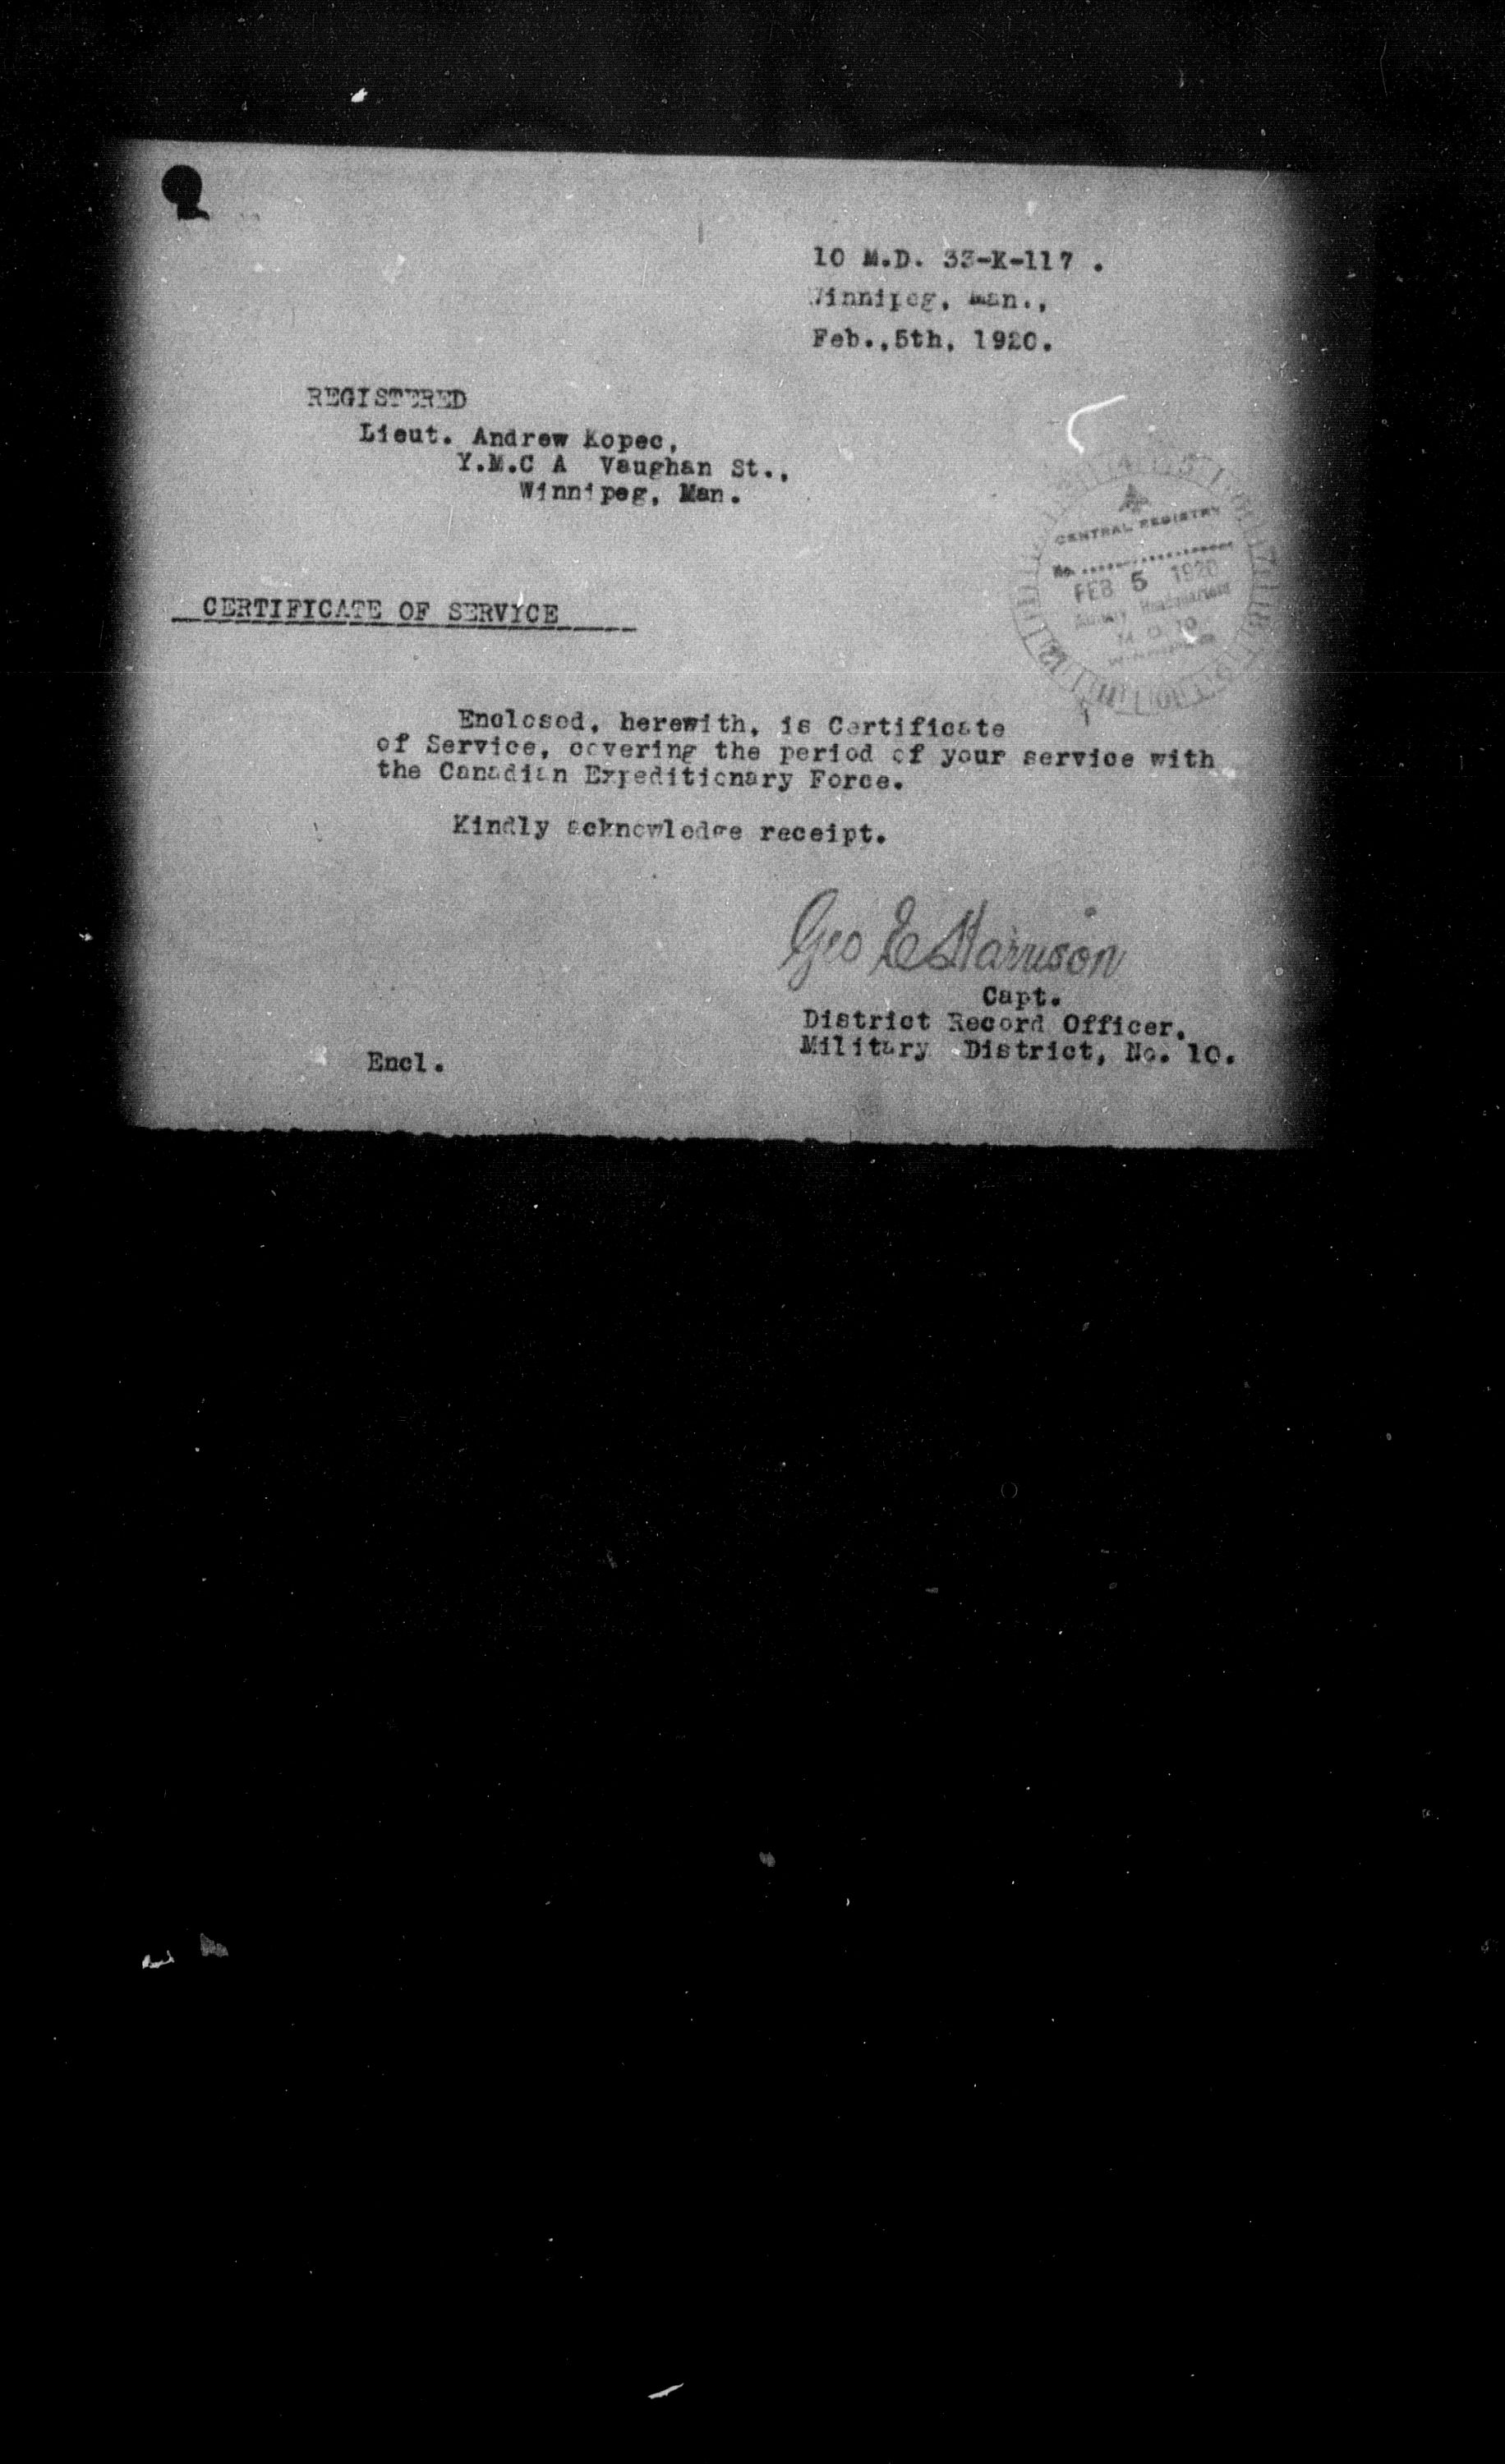 10 M.D. 33-K-117 .
Winnipeg, Man.,
Feb.,5th, 1920.
REGISTERED
Lieut. Andrew Kopec,
Y.M.C A Vaughan St.,
Winnipeg, Man.
CENTRAL REGISTRY
No.
FEB 5 1920
CERTIFICATE OF SERVICE
Enclosed, herewith, is Certificate
of Service, covering the period of your service with
the Canadian Expeditionary Force.
Kindly acknowledge receipt.
Geo E Harrison
Capt.
District Record Officer.
Military District, No. 10.
Encl.